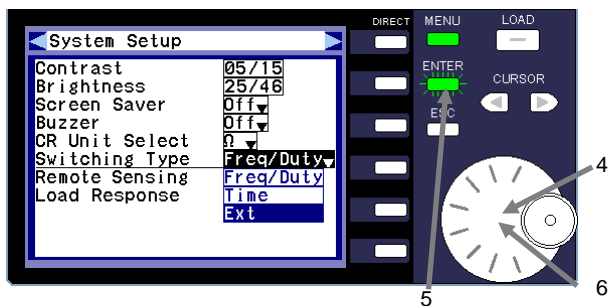 DIRECT MENU LOAD
System Setup
Contrast 05/15
Brightness 25/46
ENTER
Screen Saver Off
CURSOR
Buzzer Off
ESC
CR Unit Select Ω
Switching Type Freq/Duty
Remote Sensing Freq/Duty
Load Response Time
Ext
4
5
6